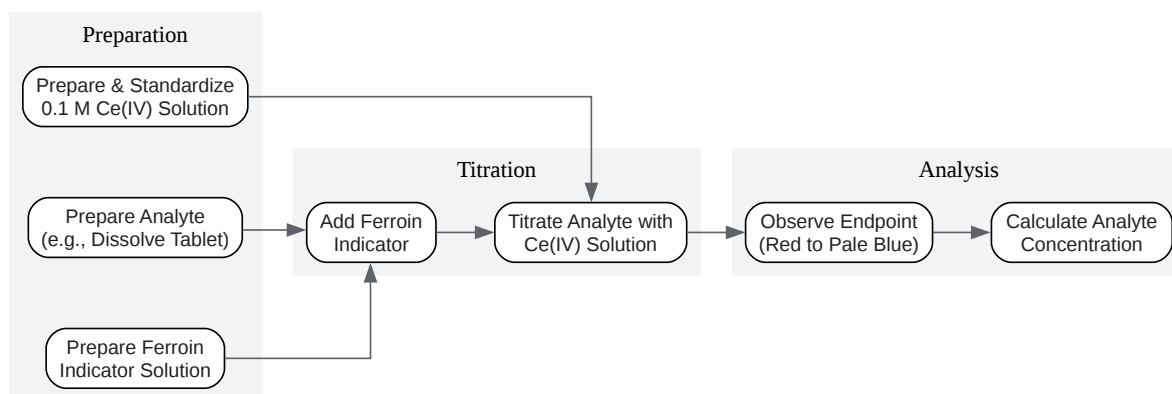 Preparation
Prepare & Standardize
0.1 M Ce(IV) Solution
Prepare Analyte
(e.g., Dissolve Tablet)
Prepare Ferroin
Indicator Solution
Titration
Add Ferroin
Indicator
Titrate Analyte with
Ce(IV) Solution
Analysis
Observe Endpoint
(Red to Pale Blue)
Calculate Analyte
Concentration